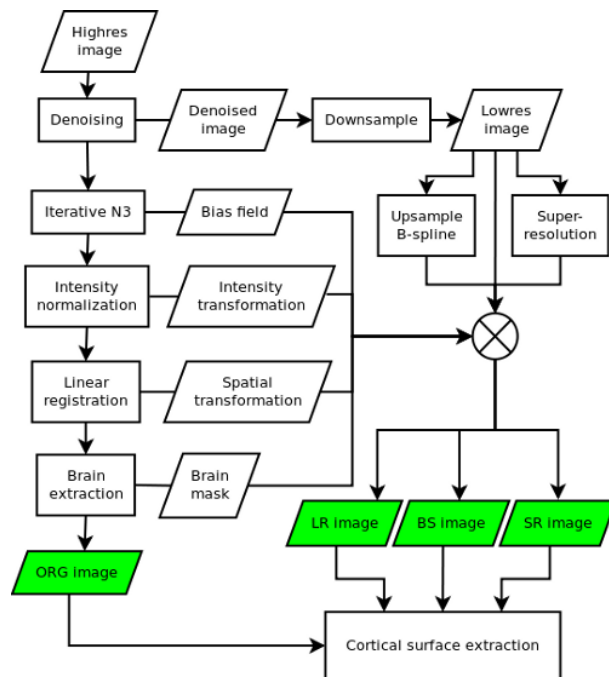 Highres
image
Denoising
Denoised
image
Downsample
Lowres
image
Iterative N3
Bias field
Upsample
B-spline
Super-
resolution
Intensity
normalization
Intensity
transformation
Linear
registration
Spatial
transformation
Brain
extraction
Brain
mask
LR image
BS image
SR image
ORG image
Cortical surface extraction